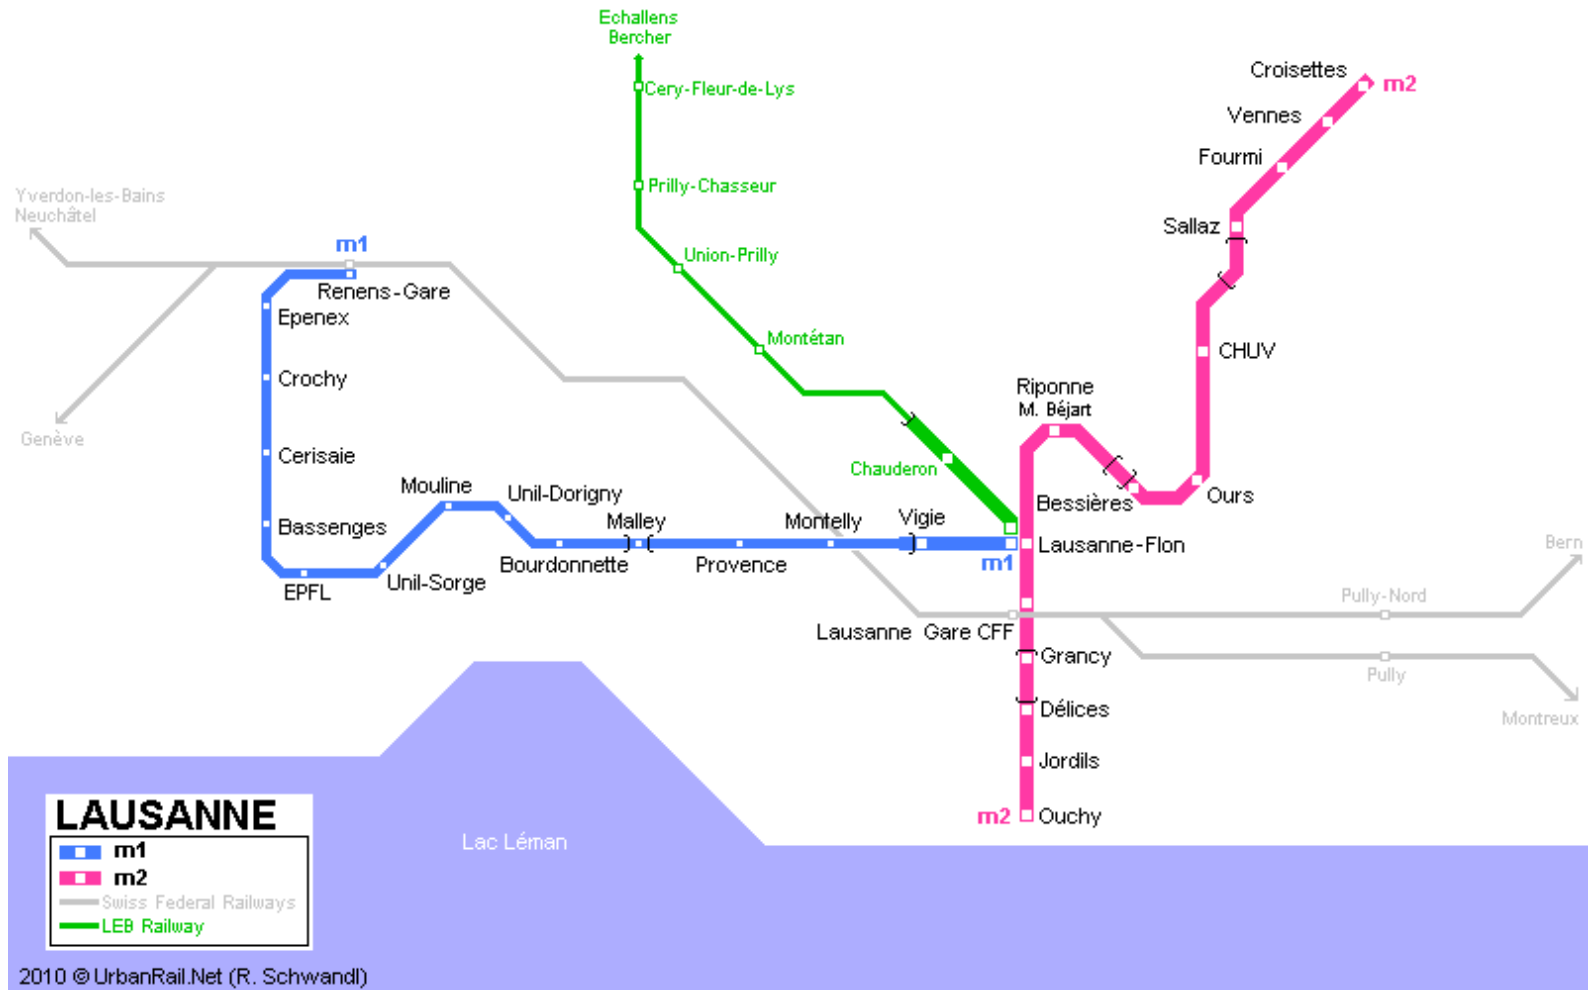 Echallens
Bercher
Cery-Fleur-de-Lys
Prilly-Chasseur
Union-Prilly
Montétan
Chauderon
Croisettes
m2
Vennes
Fourmi
Sallaz
CHUV
Ours
Bessières
Riponne
M. Béjart
Lausanne-Flon
Lausanne Gare CFF
Grancy
Délices
Jordils
m2
Ouchy
Yverdon-les-Bains
Neuchâtel
Genève
m1
Renens-Gare
Epenex
Crochy
Cerisaie
Bassenges
EPFL
Unil-Sorge
Mouline
Unil-Dorigny
Bourdonnette
Malley
Provence
Montelly
Vigie
m1
Bern
Pully-Nord
Pully
Montreux
Lac Léman
LAUSANNE
m1
m2
Swiss Federal Railways
LEB Railway
2010 © UrbanRail.Net (R. Schwandl)